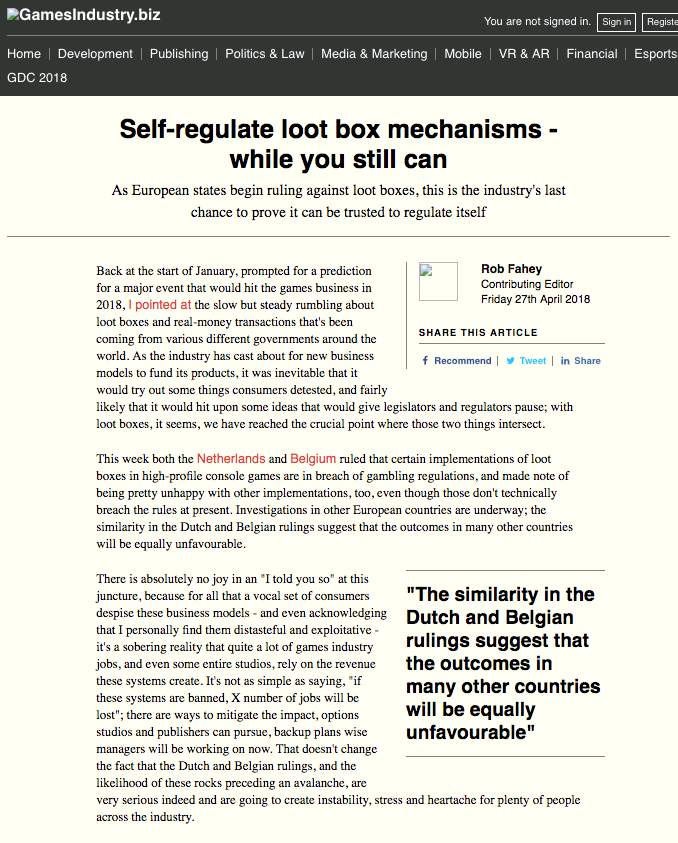 GamesIndustry.biz
You are not signed in. Sign in Registe
Home | Development | Publishing | Politics & Law | Media & Marketing | Mobile | VR & AR | Financial | Esports
GDC 2018
Self-regulate loot box mechanisms -
while you still can
As European states begin ruling against loot boxes, this is the industry's last
chance to prove it can be trusted to regulate itself
Rob Fahey
Contributing Editor
Friday 27th April 2018
SHARE THIS ARTICLE
Recommend | Tweet | Share
Back at the start of January, prompted for a prediction
for a major event that would hit the games business in
2018, I pointed at the slow but steady rumbling about
loot boxes and real-money transactions that's been
coming from various different governments around the
world. As the industry has cast about for new business
models to fund its products, it was inevitable that it
would try out some things consumers detested, and fairly
likely that it would hit upon some ideas that would give legislators and regulators pause; with
loot boxes, it seems, we have reached the crucial point where those two things intersect.
This week both the Netherlands and Belgium ruled that certain implementations of loot
boxes in high-profile console games are in breach of gambling regulations, and made note of
being pretty unhappy with other implementations, too, even though those don't technically
breach the rules at present. Investigations in other European countries are underway; the
similarity in the Dutch and Belgian rulings suggest that the outcomes in many other countries
will be equally unfavourable.
There is absolutely no joy in an "I told you so" at this
juncture, because for all that a vocal set of consumers
despise these business models - and even acknowledging
that I personally find them distasteful and exploitative -
it's a sobering reality that quite a lot of games industry
jobs, and even some entire studios, rely on the revenue
these systems create. It's not as simple as saying, "if
these systems are banned, X number of jobs will be
lost"; there are ways to mitigate the impact, options
studios and publishers can pursue, backup plans wise
managers will be working on now. That doesn't change
the fact that the Dutch and Belgian rulings, and the
likelihood of these rocks preceding an avalanche, are
very serious indeed and are going to create instability, stress and heartache for plenty of people
across the industry.
"The similarity in the
Dutch and Belgian
rulings suggest that
the outcomes in
many other countries
will be equally
unfavourable"